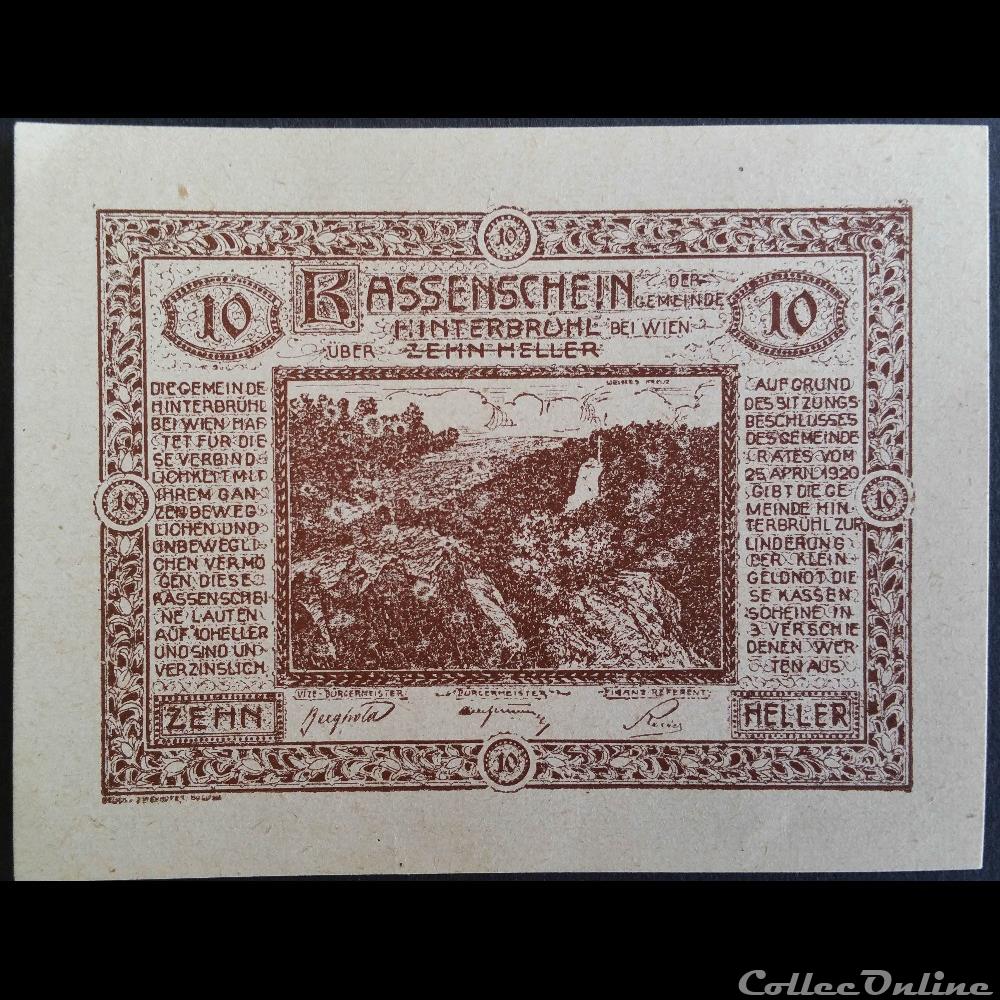 10
10
KASSENSCHEIN
DER
GEMEINDE
10
HINTERBRÜHL BEI WIEN
ÜBER ZEHN HELLER
DIE GEMEINDE
HINTERBRÜHL
BEI WIEN HAF
TET FÜR DIE
SE VERBIND
LICHKEIT MIT
IHREM GAN
ZEN BEWEG
LICHEN UND
UNBEWEGLI
CHEN VERMÖ
GEN DIESE
KASSENSCHEI
NE LAUTEN
AUF 10 HELLER
UND SIND UN
VERZINSLICH
10
AUF GRUND
DES SITZUNGS
BESCHLUSSES
DES GEMEINDE
RATES VOM
25 APRIL 1920
GIBT DIE GE
MEINDE HIN
TERBRÜHL ZUR
LINDERUNG
DER KLEIN
GELDNOT DIE
SE KASSEN
SCHEINE IN
3 VERSCHIE
DENEN WER
TEN AUS
10
VIZE-BÜRGERMEISTER
BÜRGERMEISTER
FINANZ-REFERENT
ZEHN
HELLER
10
CollecOnline